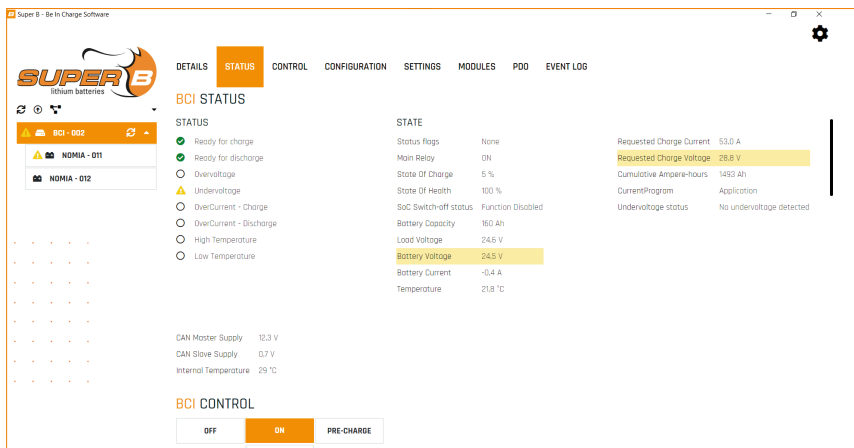 Super B - Be In Charge Software
SUPER B
lithium batteries
BCI - 002
NOMIA - 011
NOMIA - 012
DETAILS STATUS CONTROL CONFIGURATION SETTINGS MODULES PDO EVENT LOG
BCI STATUS
STATUS
Ready for charge
Ready for discharge
Overvoltage
Undervoltage
OverCurrent - Charge
OverCurrent - Discharge
High Temperature
Low Temperature
STATE
Status flags None
Main Relay ON
State Of Charge 5 %
State Of Health 100 %
SoC Switch-off status Function Disabled
Battery Capacity 160 Ah
Load Voltage 24,6 V
Battery Voltage 24,5 V
Battery Current -0,4 A
Temperature 21,8 °C
Requested Charge Current 53,0 A
Requested Charge Voltage 28,8 V
Cumulative Ampere-hours 1493 Ah
CurrentProgram Application
Undervoltage status No undervoltage detected
CAN Master Supply 12,3 V
CAN Slave Supply 0,7 V
Internal Temperature 29 °C
BCI CONTROL
OFF ON PRE-CHARGE